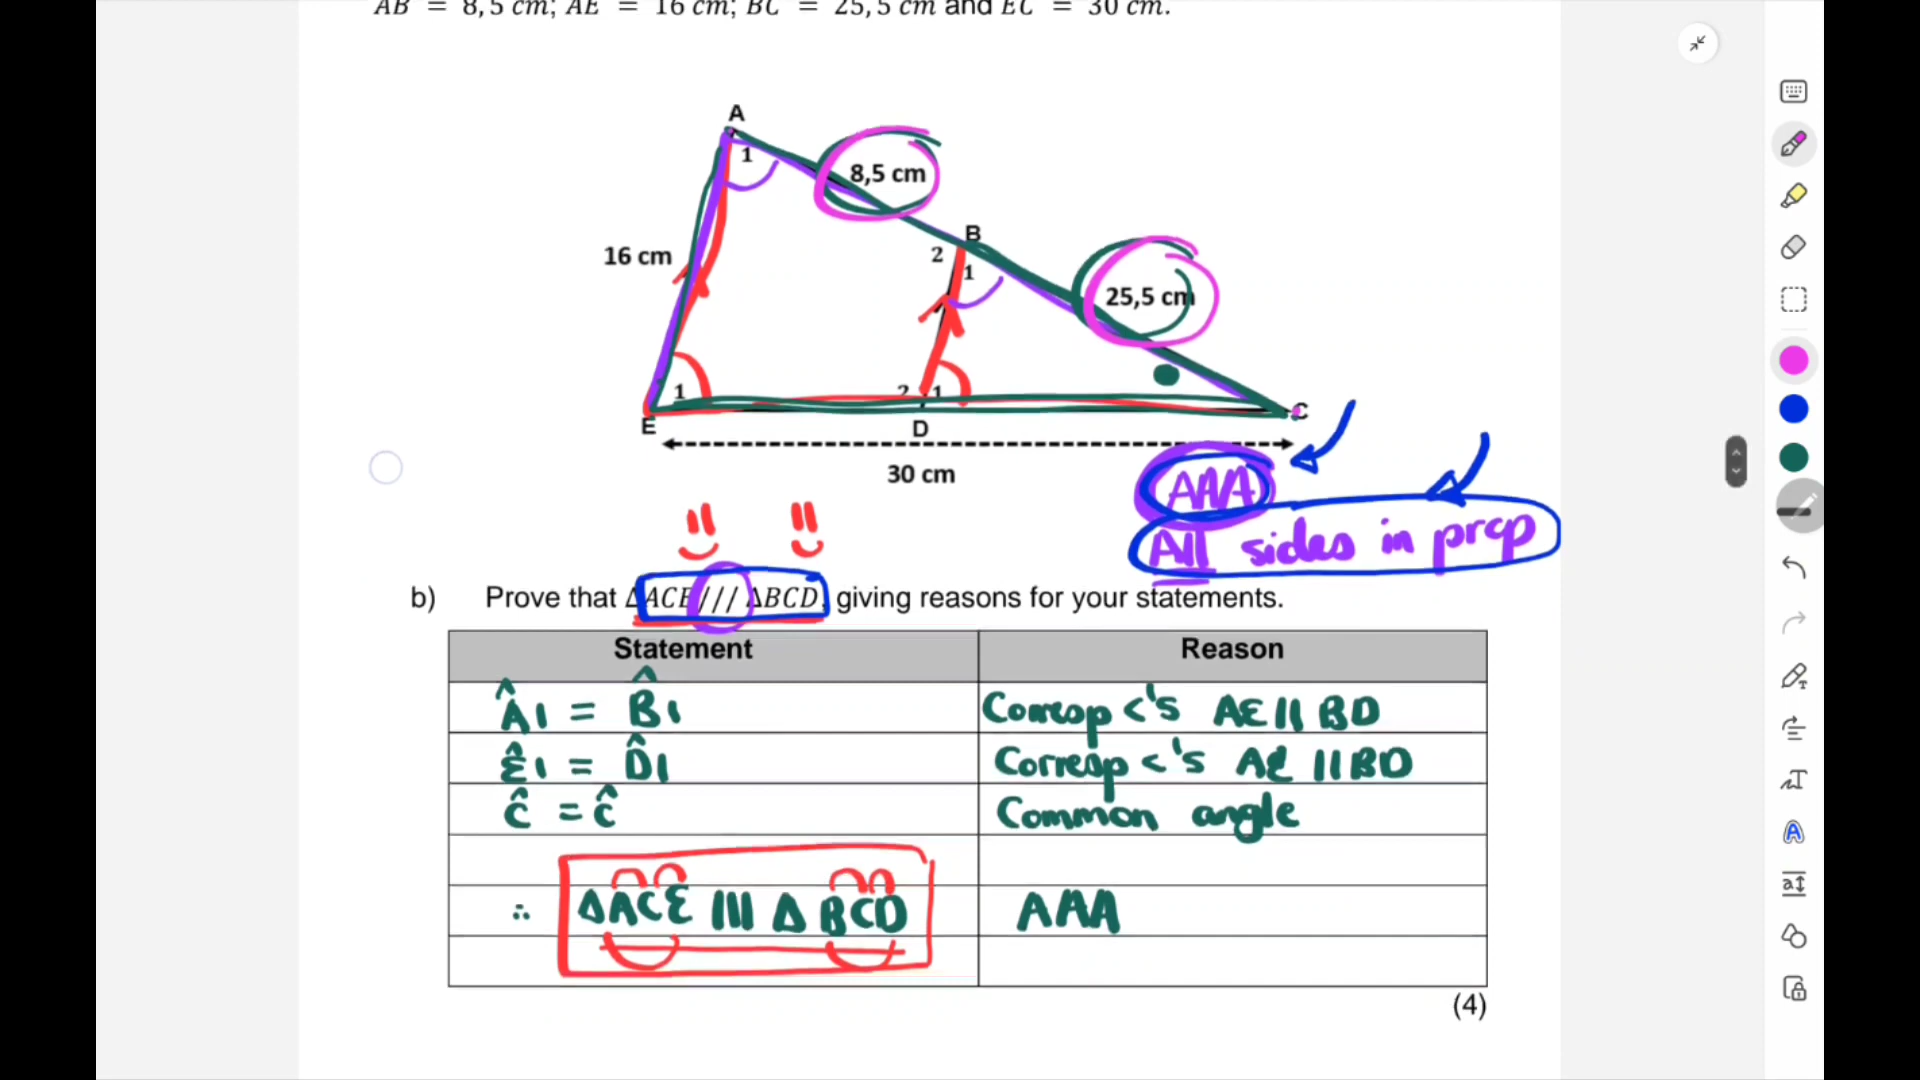 AB = 8,5 cm; AE = 16 cm; BC = 25,5 cm and EC = 30 cm.
A
1
8,5 cm
B
16 cm
2
1
25,5 cm
1
2 1
E
D
C
30 cm
AAA
All sides in prop
b) Prove that ΔACE /// ΔBCD, giving reasons for your statements.
Statement Reason
Â1 = B̂1 Corresp <'s AE || BD
Ê1 = D̂1 Corresp <'s AE || BD
Ĉ = Ĉ Common angle
∴ ΔACE ||| ΔBCD AAA
(4)